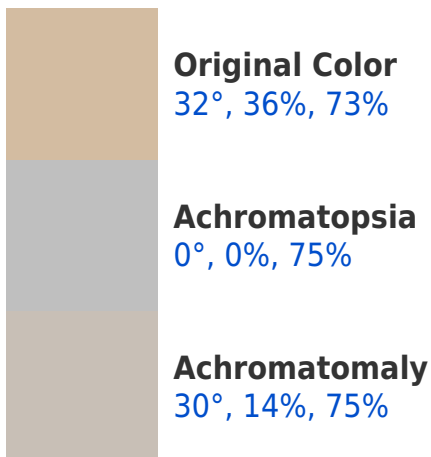 Original Color
32°, 36%, 73%
Achromatopsia
0°, 0%, 75%
Achromatomaly
30°, 14%, 75%